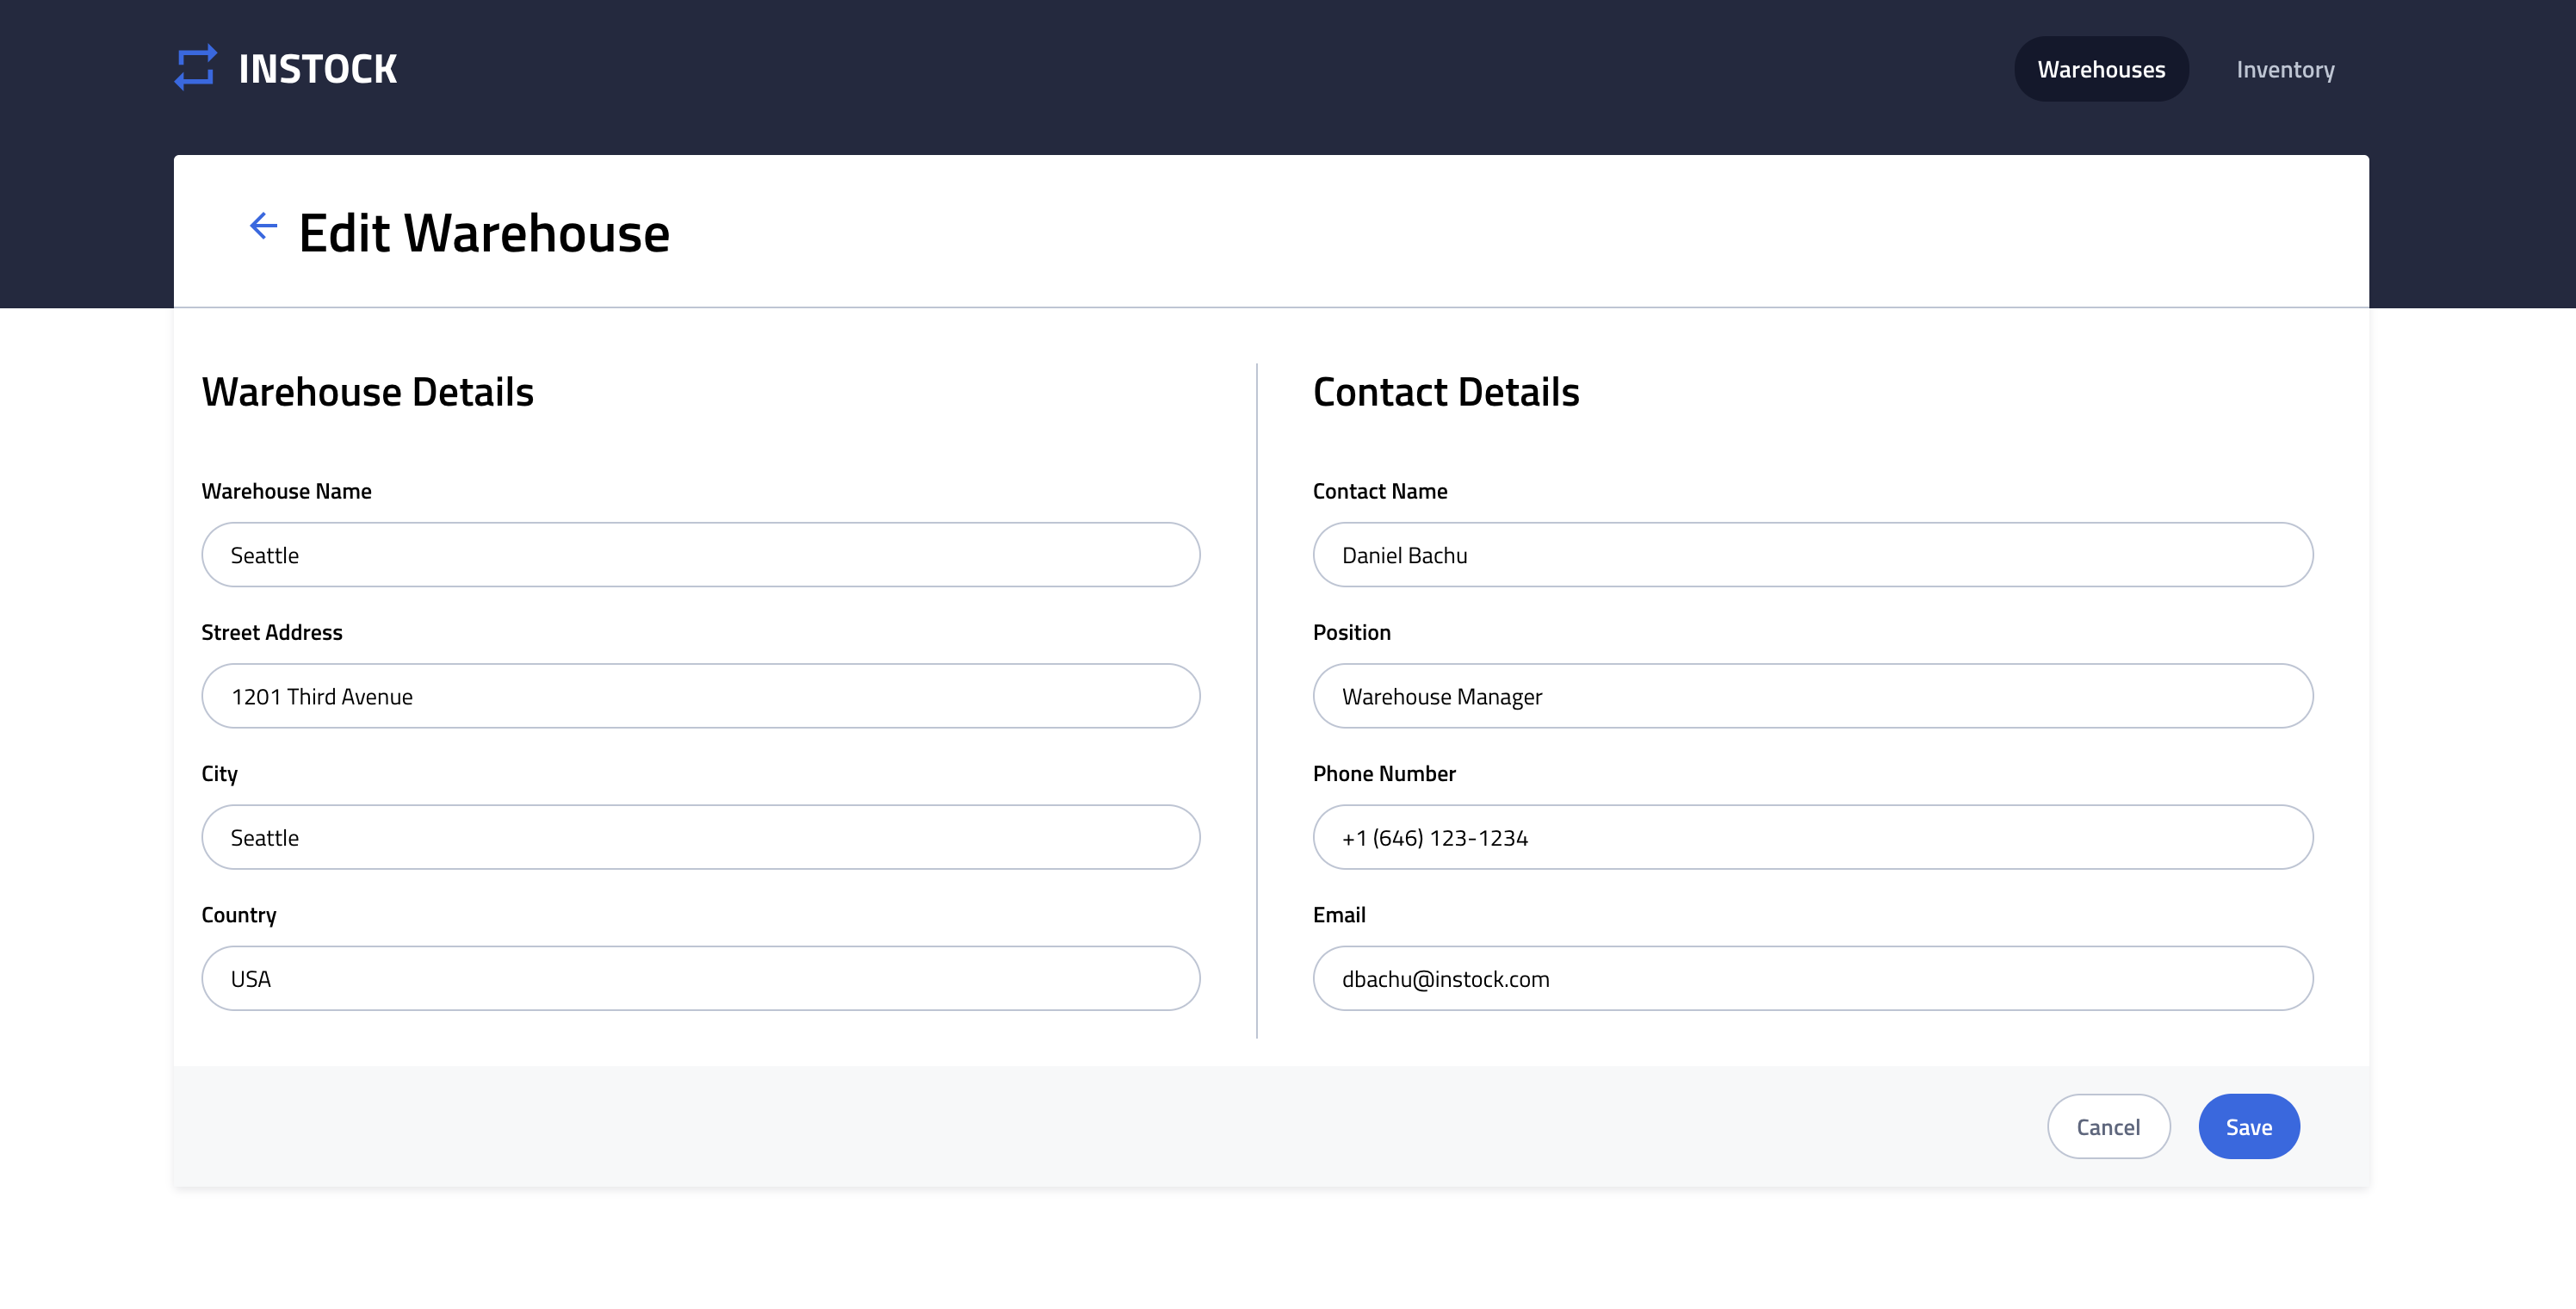 INSTOCK
Warehouses
Inventory
Edit Warehouse
Warehouse Details
Warehouse Name
Seattle
Street Address
1201 Third Avenue
City
Seattle
Country
USA
Contact Details
Contact Name
Daniel Bachu
Position
Warehouse Manager
Phone Number
+1 (646) 123-1234
Email
dbachu@instock.com
Cancel
Save